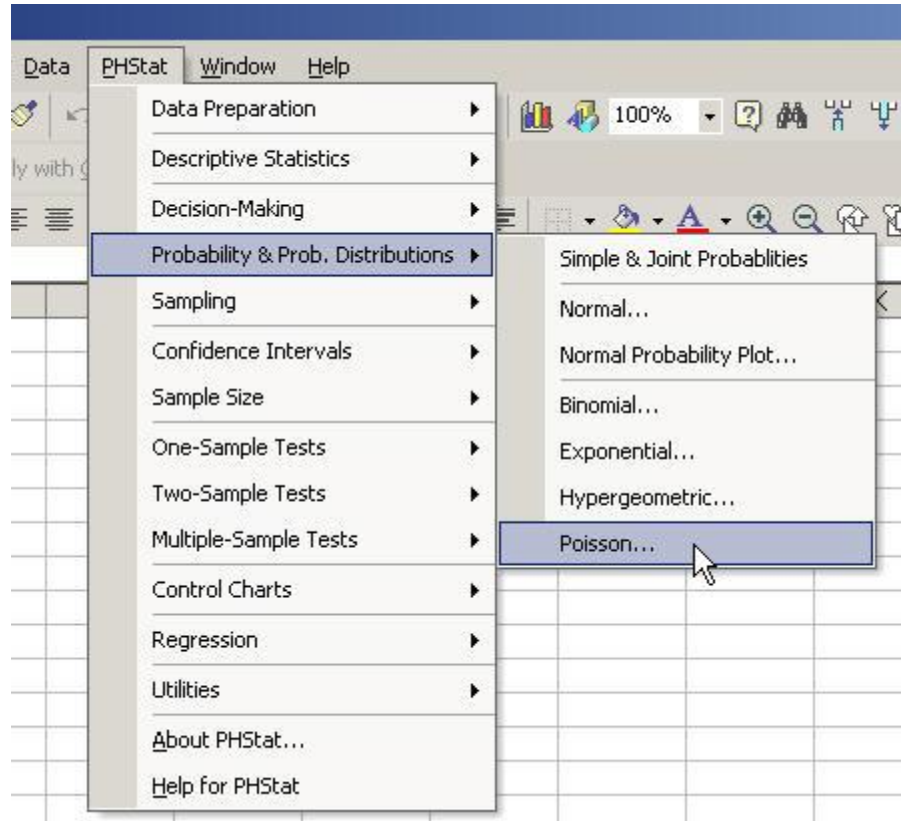 Data PHStat Window Help
100%
ly with
Data Preparation
Descriptive Statistics
Decision-Making
Probability & Prob. Distributions
Sampling
Confidence Intervals
Sample Size
One-Sample Tests
Two-Sample Tests
Multiple-Sample Tests
Control Charts
Regression
Utilities
About PHStat...
Help for PHStat
Simple & Joint Probablities
Normal...
Normal Probability Plot...
Binomial...
Exponential...
Hypergeometric...
Poisson...